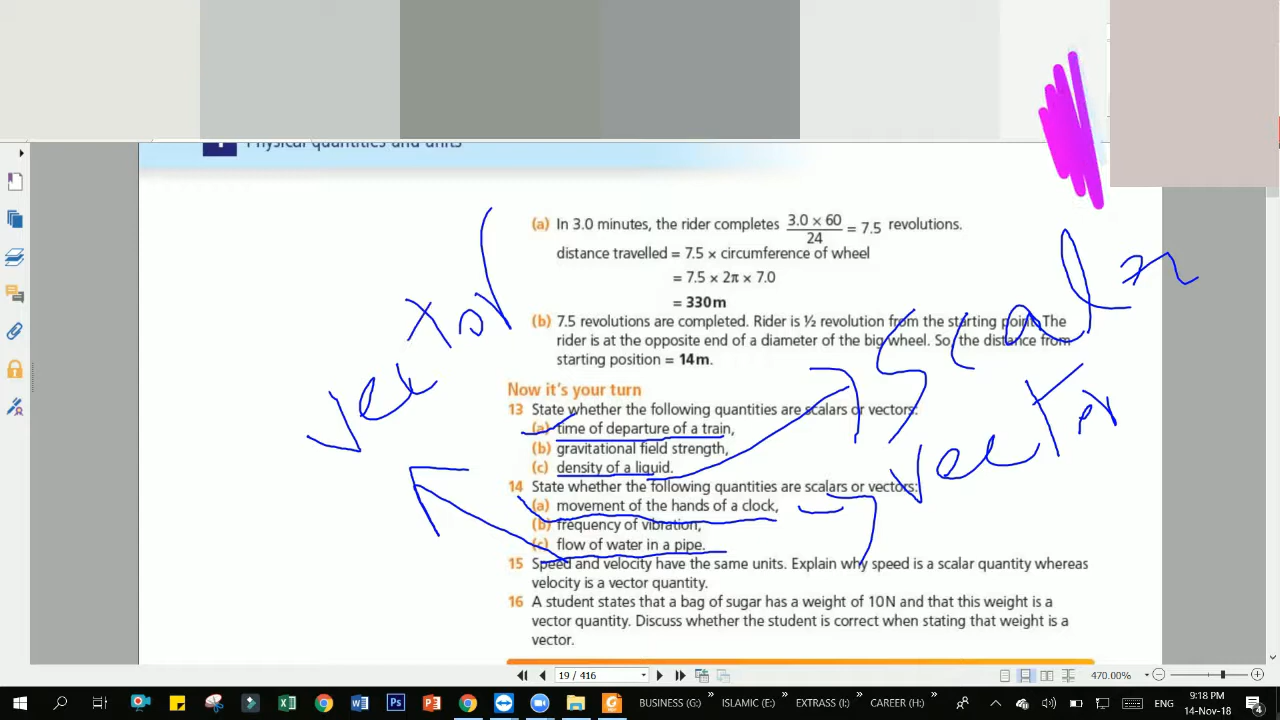 Physical quantities and units
(a) In 3.0 minutes, the rider completes 3.0 × 60 / 24 = 7.5 revolutions.
distance travelled = 7.5 × circumference of wheel
= 7.5 × 2π × 7.0
= 330 m
(b) 7.5 revolutions are completed. Rider is ½ revolution from the starting point. The
rider is at the opposite end of a diameter of the big wheel. So, the distance from
starting position = 14 m.
Now it's your turn
13 State whether the following quantities are scalars or vectors:
(a) time of departure of a train,
(b) gravitational field strength,
(c) density of a liquid.
14 State whether the following quantities are scalars or vectors:
(a) movement of the hands of a clock,
(b) frequency of vibration,
(c) flow of water in a pipe.
15 Speed and velocity have the same units. Explain why speed is a scalar quantity whereas
velocity is a vector quantity.
16 A student states that a bag of sugar has a weight of 10 N and that this weight is a
vector quantity. Discuss whether the student is correct when stating that weight is a
vector.
vector
scalar
vector
19 / 416
470.00%
BUSINESS (G:)
ISLAMIC (E:)
EXTRASS (I:)
CAREER (H:)
ENG
9:18 PM
14-Nov-18
4